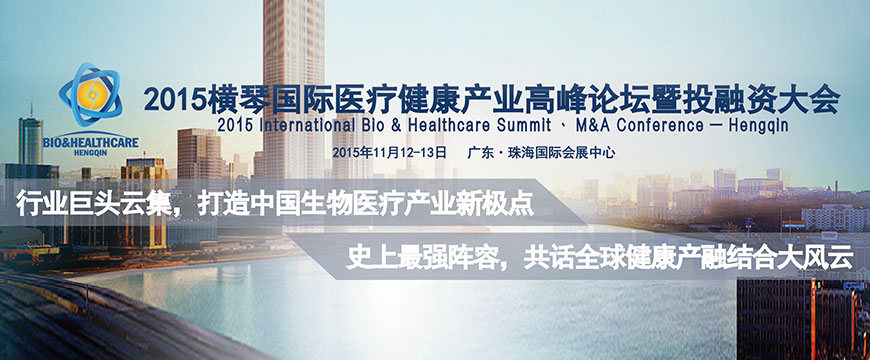 BIO&HEALTHCARE
HENGQIN
2015横琴国际医疗健康产业高峰论坛暨投融资大会
2015 International Bio & Healthcare Summit 、 M&A Conference — Hengqin
2015年11月12-13日 广东·珠海国际会展中心
行业巨头云集，打造中国生物医疗产业新极点
史上最强阵容，共话全球健康产融结合大风云